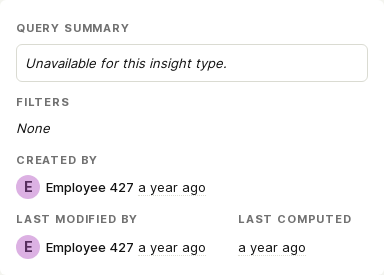 QUERY SUMMARY
Unavailable for this insight type.
FILTERS
None
CREATED BY
E Employee 427 a year ago
LAST MODIFIED BY
E Employee 427 a year ago
LAST COMPUTED
a year ago